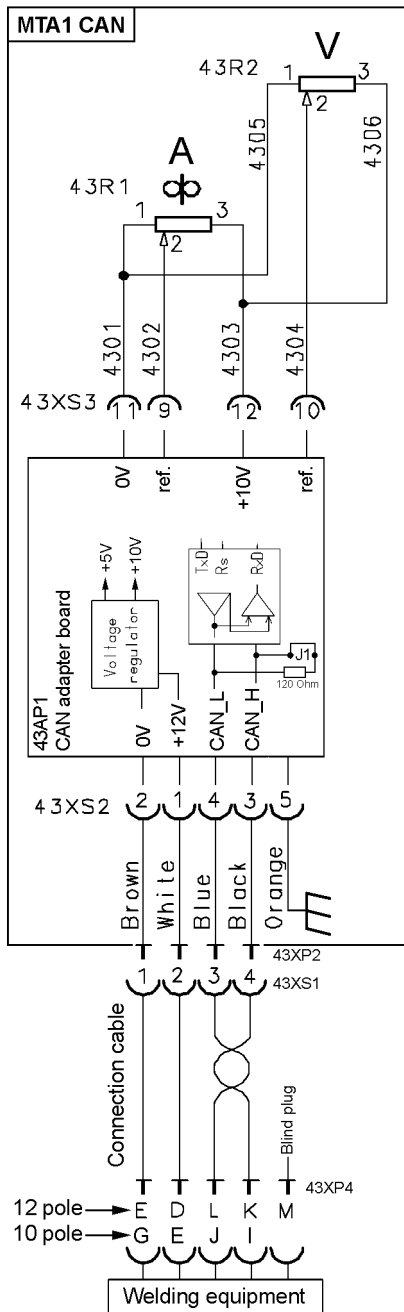 MTA1 CAN
V
43R2
1
3
2
4305
4306
A
43R1
1
3
2
4301
4302
4303
4304
43XS3
11
9
12
10
0V
ref.
+10V
ref.
+5V
+10V
Voltage
regulator
TxD
Rs
RxD
J1
120 Ohm
43AP1
CAN adapter board
0V
+12V
CAN_L
CAN_H
43XS2
2
1
4
3
5
Brown
White
Blue
Black
Orange
43XP2
1
2
3
4
43XS1
Connection cable
Blind plug
43XP4
12 pole E D L K M
10 pole G E J I
Welding equipment